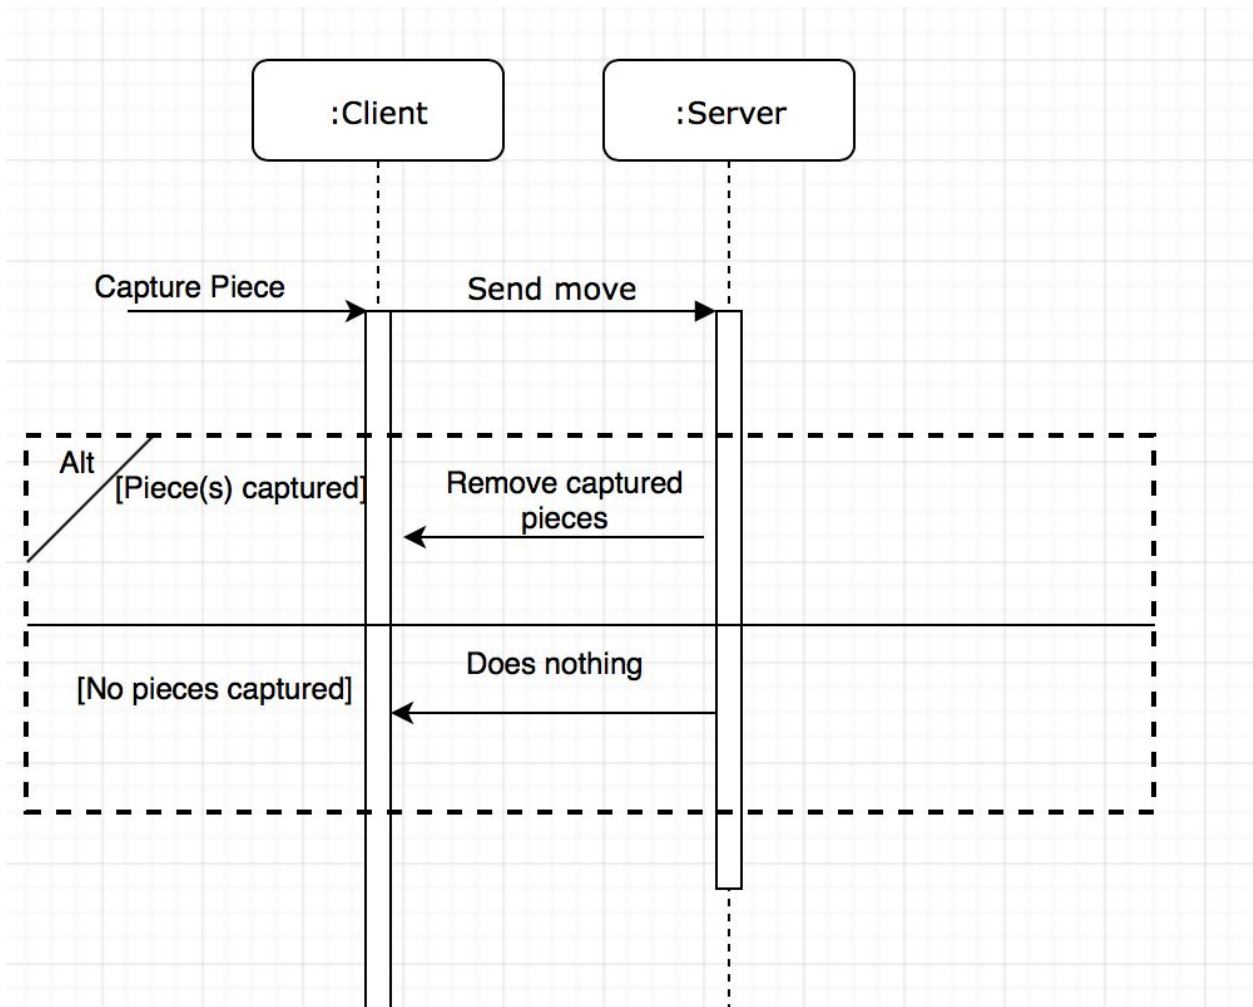 :Client
:Server
Capture Piece
Send move
Alt
[Piece(s) captured]
Remove captured
pieces
Does nothing
[No pieces captured]